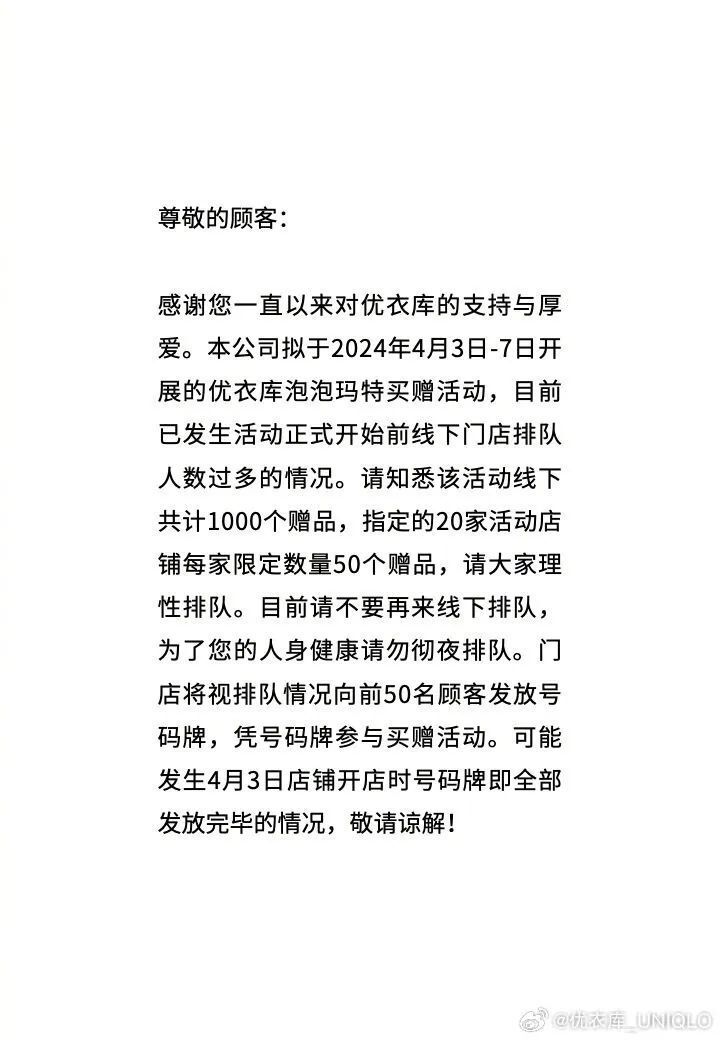 尊敬的顾客：
感谢您一直以来对优衣库的支持与厚
爱。本公司拟于2024年4月3日-7日开
展的优衣库泡泡玛特买赠活动，目前
已发生活动正式开始前线下门店排队
人数过多的情况。请知悉该活动线下
共计1000个赠品，指定的20家活动店
铺每家限定数量50个赠品，请大家理
性排队。目前请不要再来线下排队，
为了您的人身健康请勿彻夜排队。门
店将视排队情况向前50名顾客发放号
码牌，凭号码牌参与买赠活动。可能
发生4月3日店铺开店时号码牌即全部
发放完毕的情况，敬请谅解！
@优衣库_UNIQLO